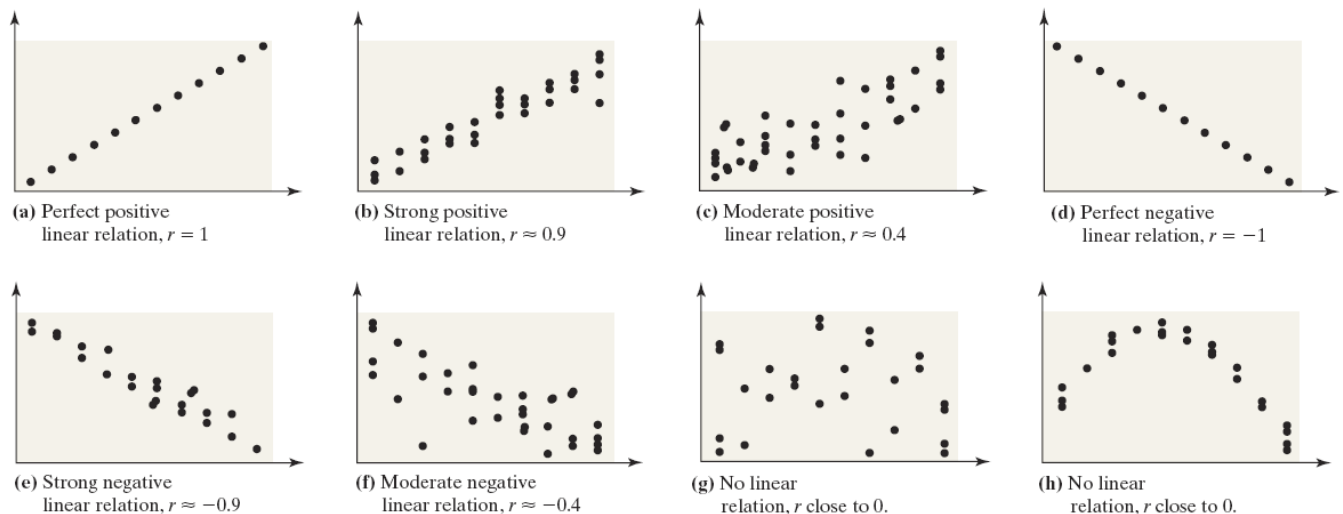 (a) Perfect positive
linear relation, r = 1
(b) Strong positive
linear relation, r ≈ 0.9
(c) Moderate positive
linear relation, r ≈ 0.4
(d) Perfect negative
linear relation, r = −1
(e) Strong negative
linear relation, r ≈ −0.9
(f) Moderate negative
linear relation, r ≈ −0.4
(g) No linear
relation, r close to 0.
(h) No linear
relation, r close to 0.